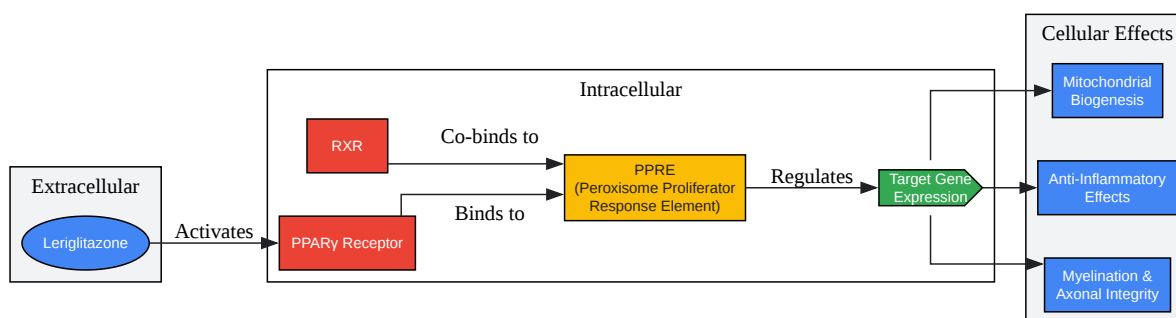 Extracellular
Leriglitazone
Activates
Intracellular
RXR
Co-binds to
PPARγ Receptor
Binds to
PPRE
(Peroxisome Proliferator
Response Element)
Regulates
Target Gene
Expression
Cellular Effects
Mitochondrial
Biogenesis
Anti-Inflammatory
Effects
Myelination &
Axonal Integrity